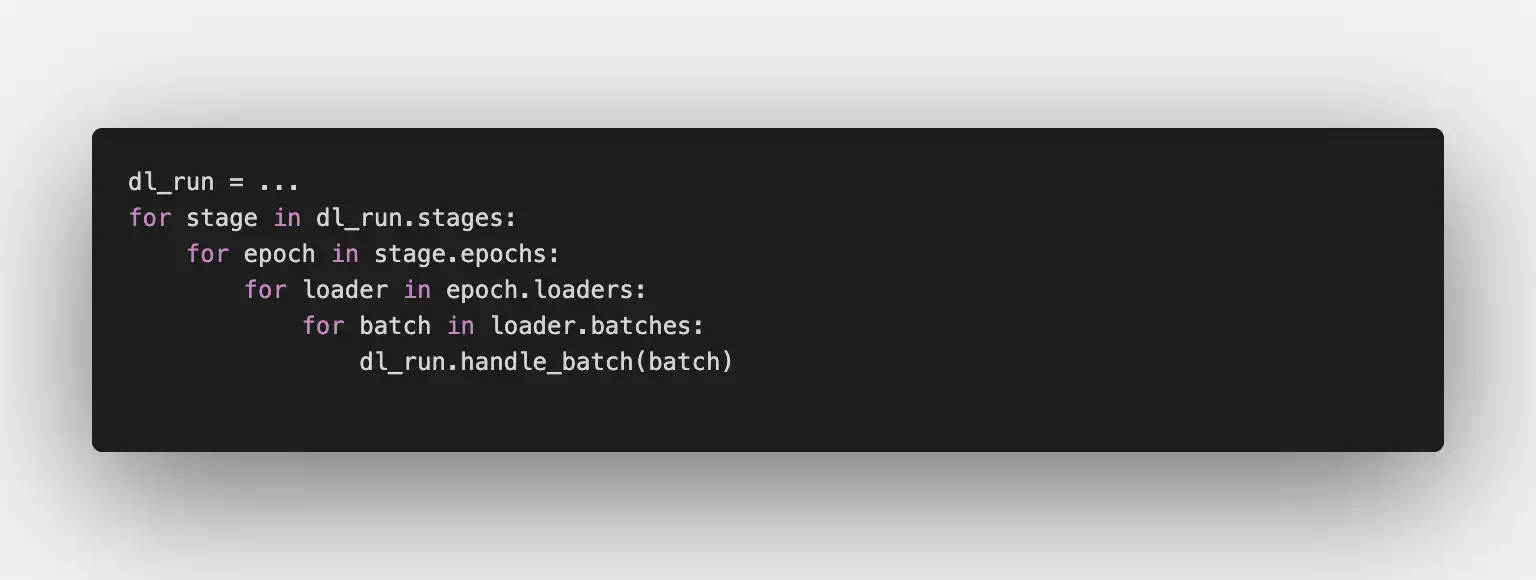 dl_run = ...
for stage in dl_run.stages:
    for epoch in stage.epochs:
        for loader in epoch.loaders:
            for batch in loader.batches:
                dl_run.handle_batch(batch)